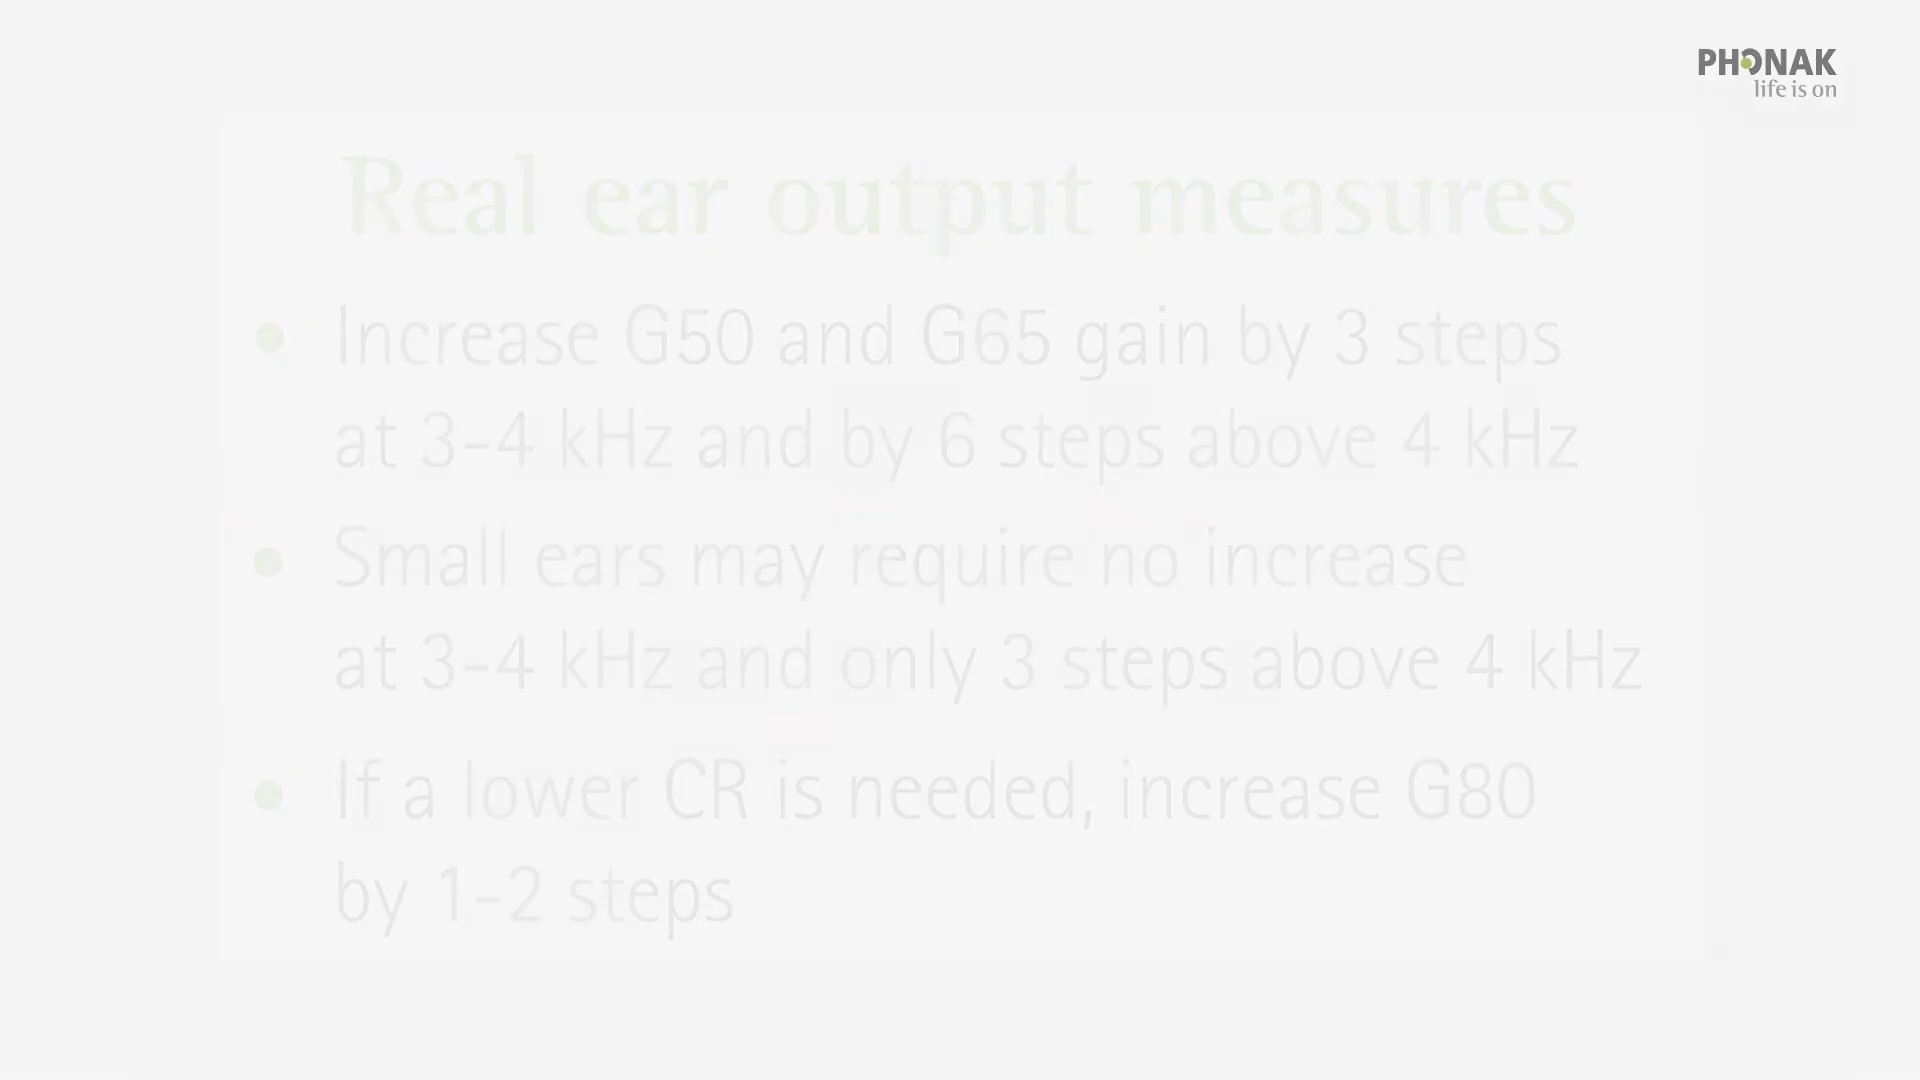 PHONAK
life is on
Real ear output measures
• Increase G50 and G65 gain by 3 steps
at 3-4 kHz and by 6 steps above 4 kHz
• Small ears may require no increase
at 3-4 kHz and only 3 steps above 4 kHz
• If a lower CR is needed, increase G80
by 1-2 steps